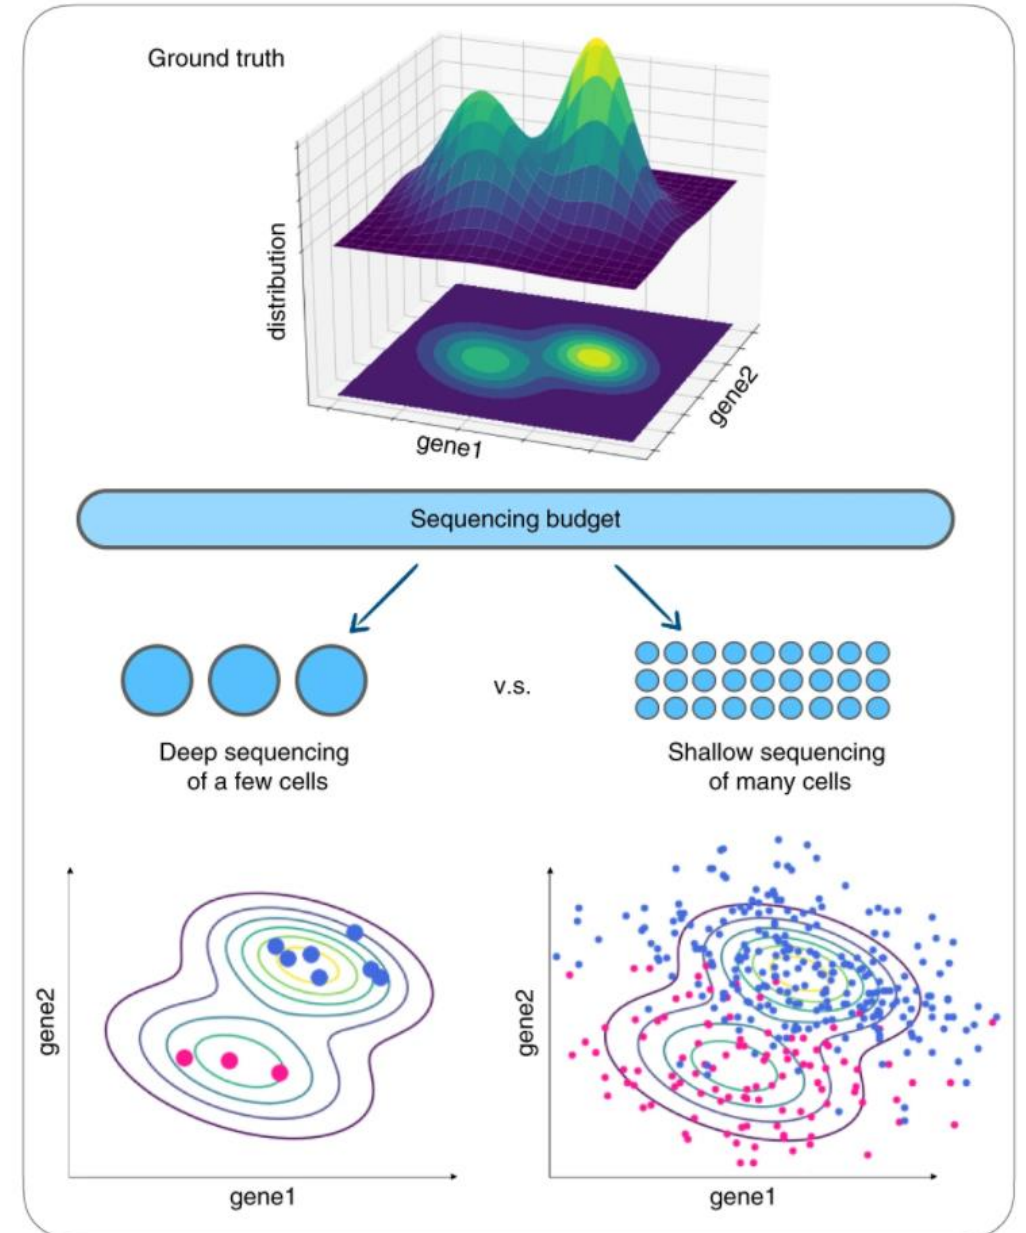 Ground truth
distribution
gene1
gene2
Sequencing budget
v.s.
Deep sequencing
of a few cells
Shallow sequencing
of many cells
gene2
gene1
gene2
gene1